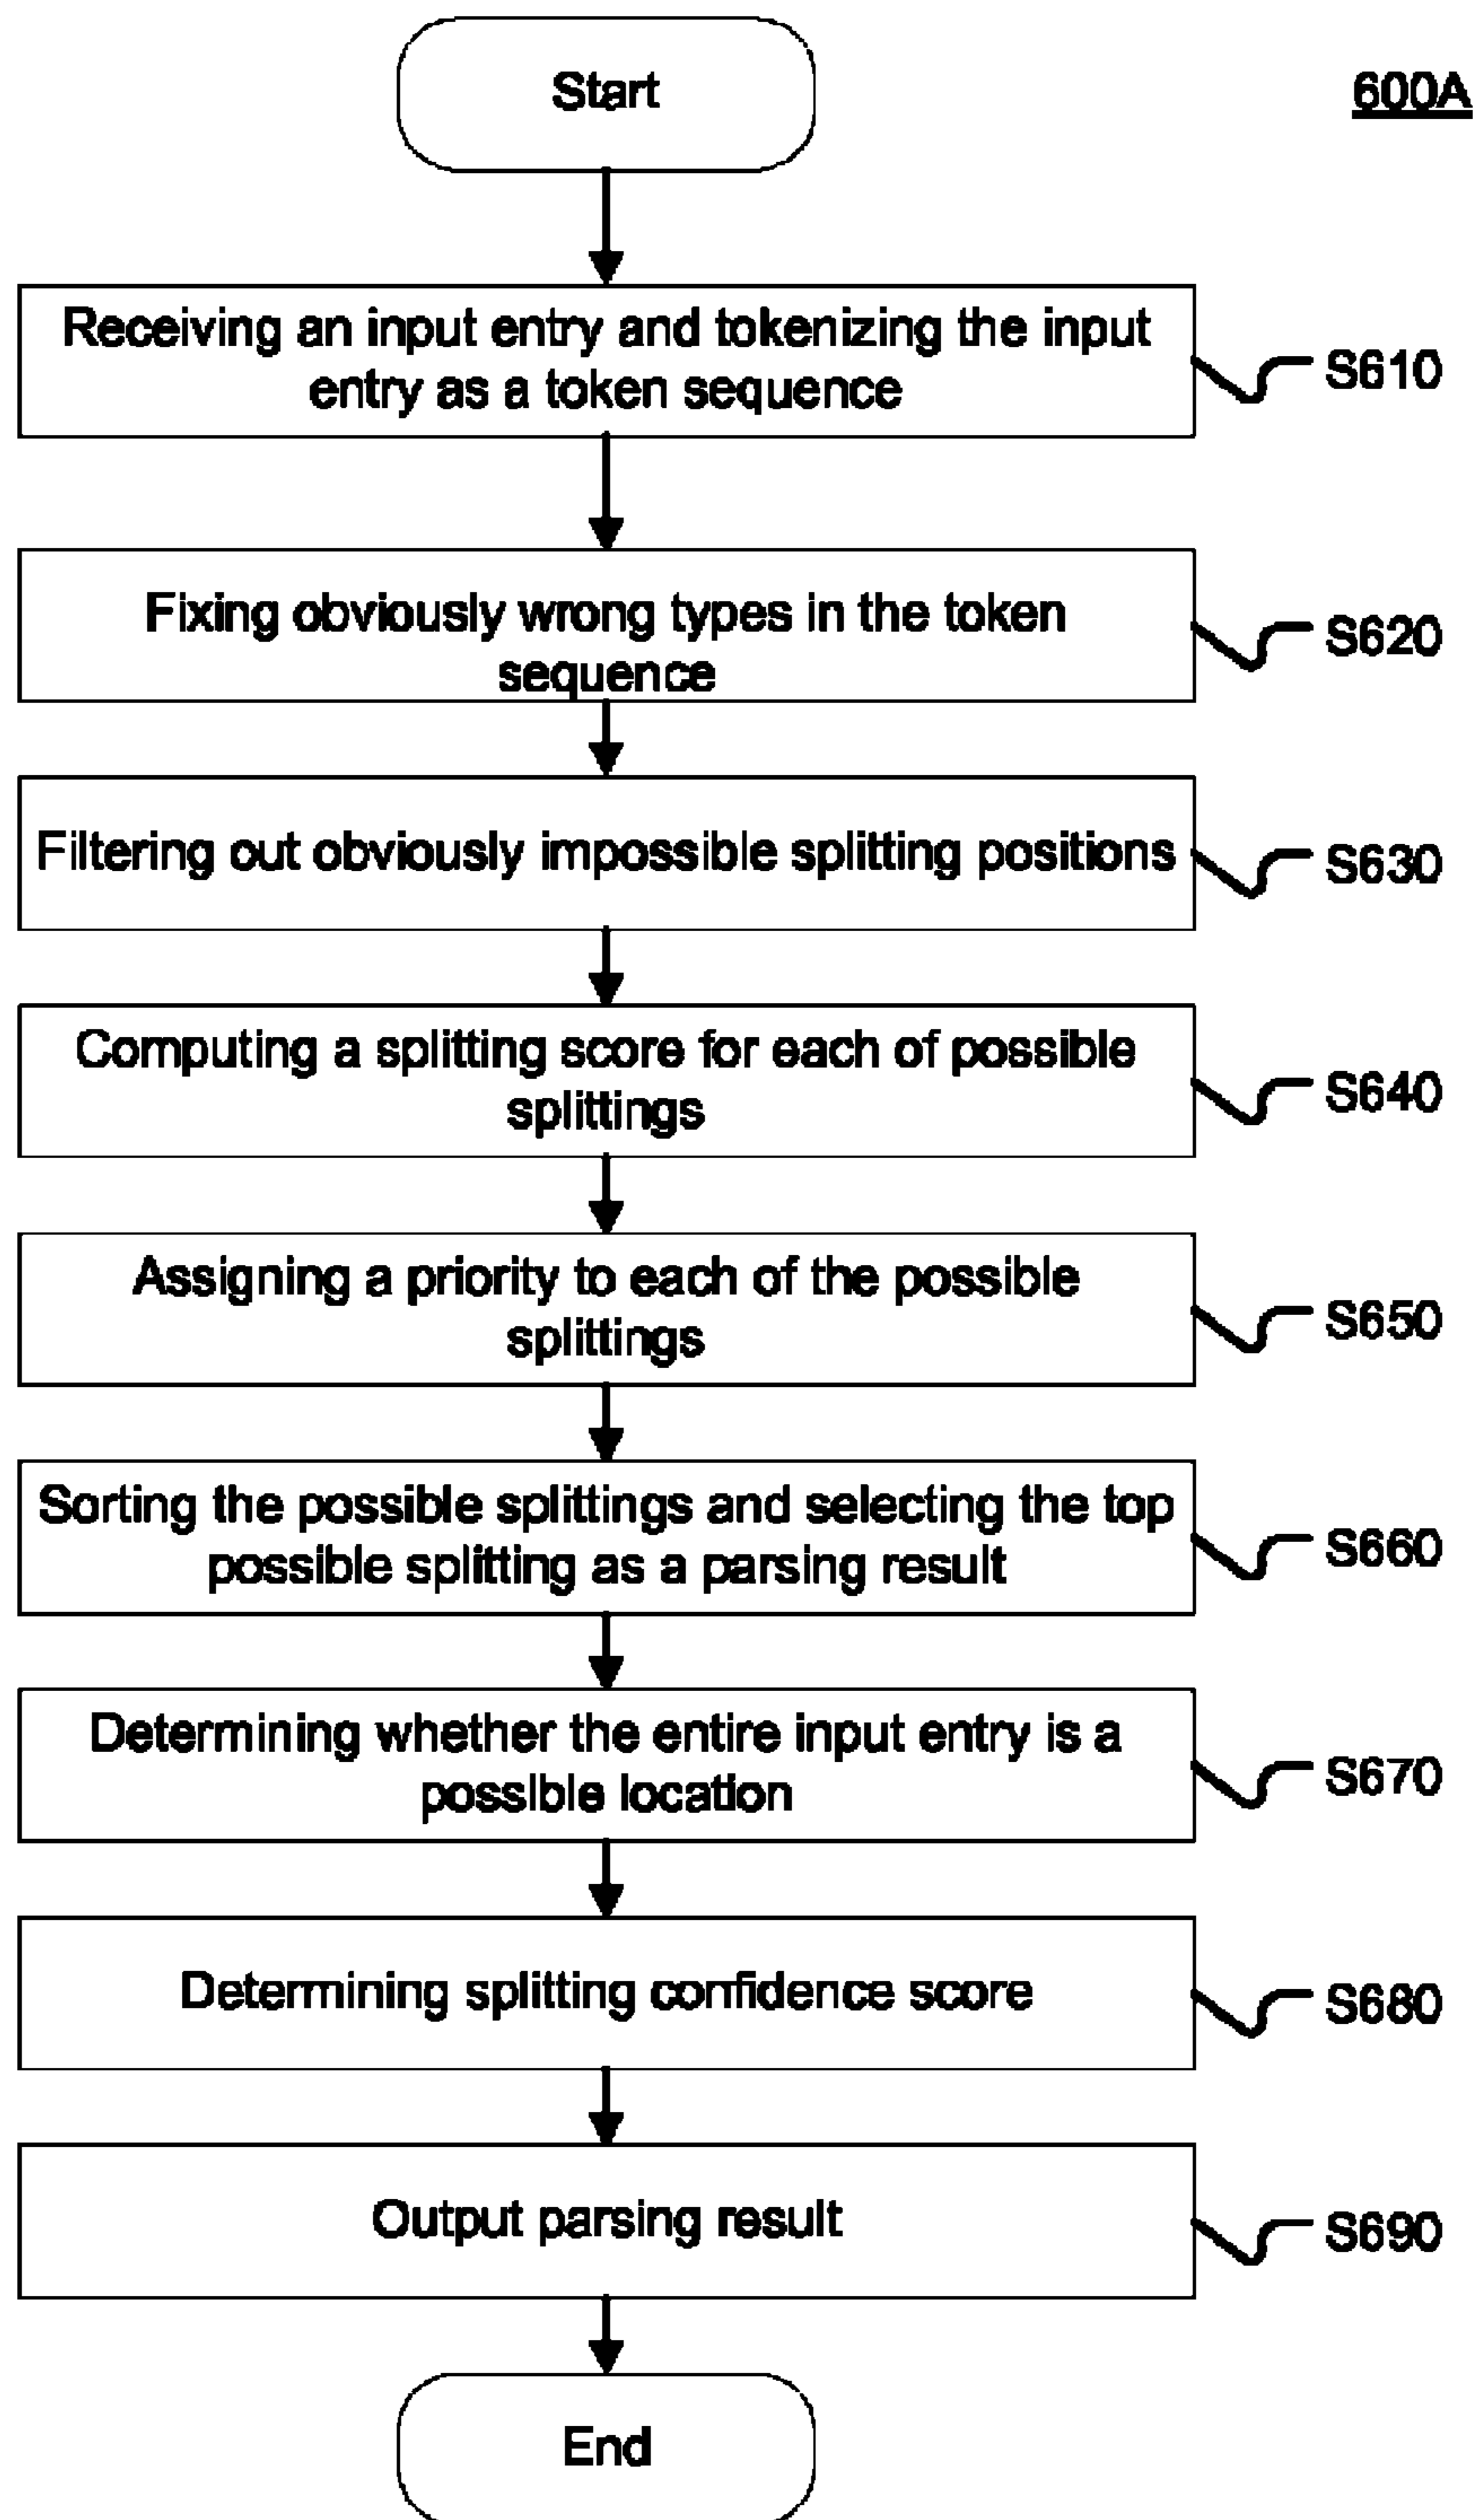 Start
600A
Receiving an input entry and tokenizing the input
entry as a token sequence
S610
Fixing obviously wrong types in the token
sequence
S620
Filtering out obviously impossible splitting positions
S630
Computing a splitting score for each of possible
splittings
S640
Assigning a priority to each of the possible
splittings
S650
Sorting the possible splittings and selecting the top
possible splitting as a parsing result
S660
Determining whether the entire input entry is a
possible location
S670
Determining splitting confidence score
S680
Output parsing result
S690
End